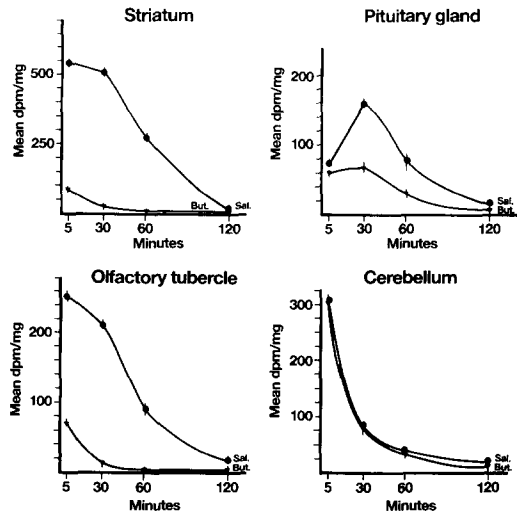 Striatum
Mean dpm/mg
500
250
But.
Sal.
5 30 60 120
Minutes
Pituitary gland
Mean dpm/mg
200
100
Sal.
But.
5 30 60 120
Minutes
Olfactory tubercle
Mean dpm/mg
200
100
Sal.
But.
5 30 60 120
Minutes
Cerebellum
Mean dpm/mg
300
200
100
Sal.
But.
5 30 60 120
Minutes